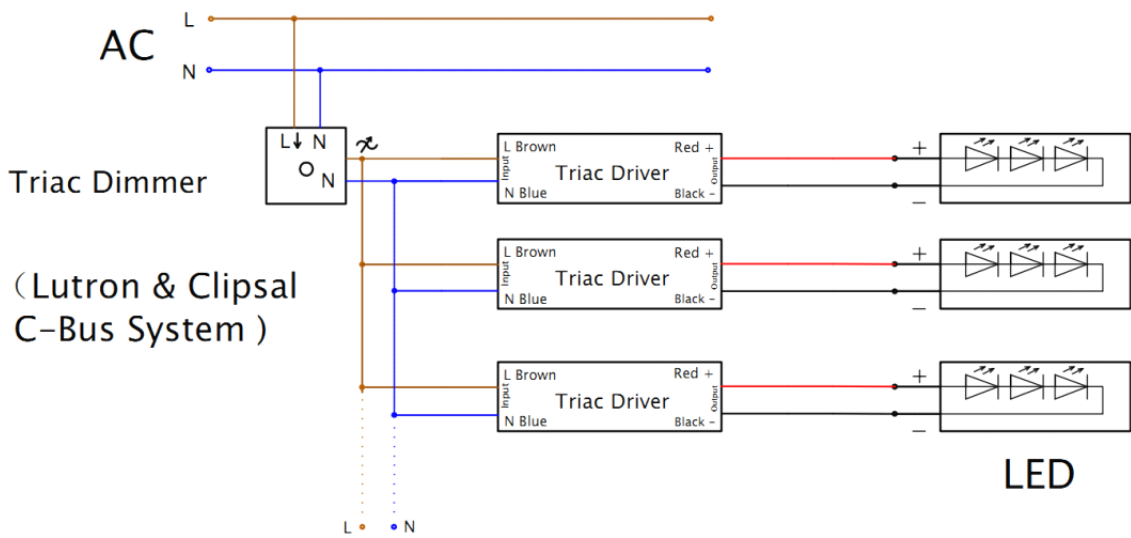 L
AC
N
L N
N
Triac Dimmer
(Lutron & Clipsal
C-Bus System )
L Brown
Input
N Blue
Triac Driver
Red +
Output
Black -
+
-
L Brown
Input
N Blue
Triac Driver
Red +
Output
Black -
+
-
L Brown
Input
N Blue
Triac Driver
Red +
Output
Black -
+
-
LED
L
N